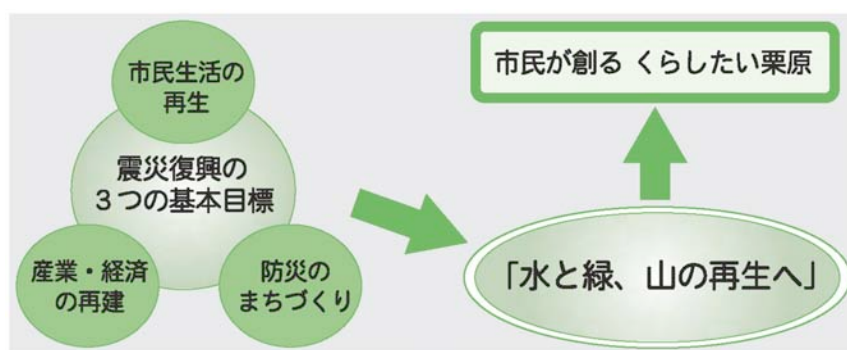 市民生活の
再生
震災復興の
３つの基本目標
産業・経済
の再建
防災の
まちづくり
市民が創る くらしたい栗原
「水と緑、山の再生へ」